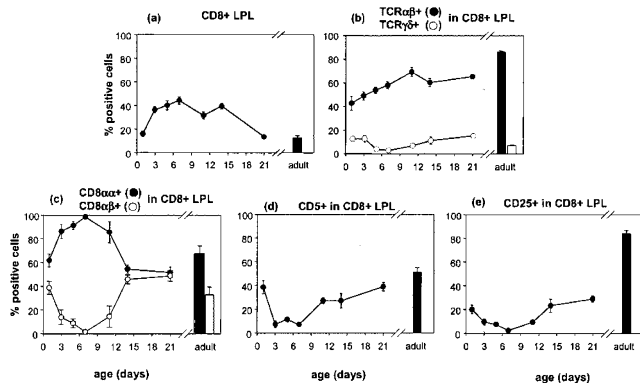 (a) CD8+ LPL
(b) TCRαβ+ (●)
TCRγδ+ (○) in CD8+ LPL
% positive cells
100
80
60
40
20
0
0 3 6 9 12 15 18 21 adult
100
80
60
40
20
0
0 3 6 9 12 15 18 21 adult
(c) CD8αα+ (●)
CD8αβ+ (○) in CD8+ LPL
(d) CD5+ in CD8+ LPL
(e) CD25+ in CD8+ LPL
% positive cells
100
80
60
40
20
0
0 3 6 9 12 15 18 21 adult
100
80
60
40
20
0
0 3 6 9 12 15 18 21 adult
100
80
60
40
20
0
0 3 6 9 12 15 18 21 adult
age (days) age (days) age (days)